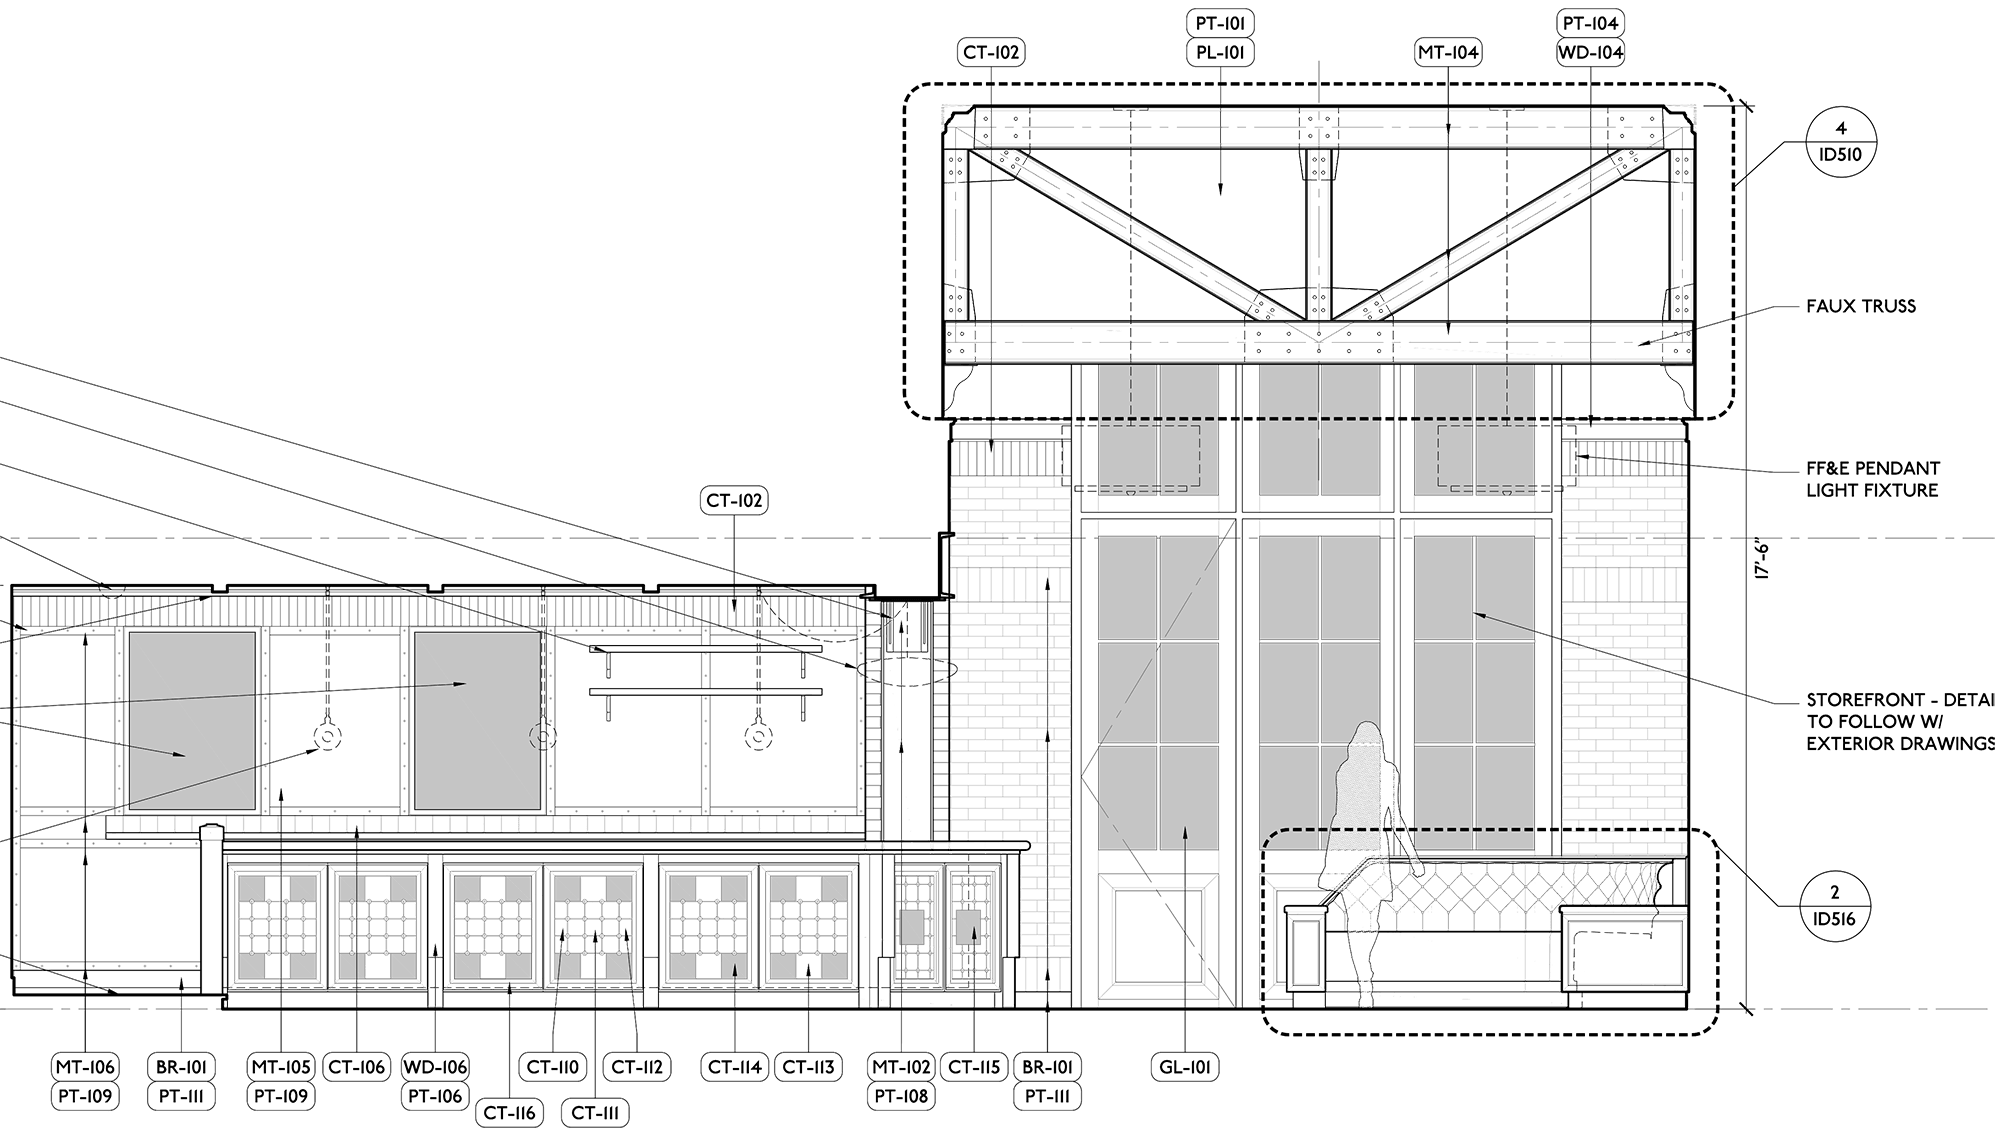 PT-101
PT-104
CT-102
PL-101
MT-104
WD-104
4
ID510
FAUX TRUSS
FF&E PENDANT
LIGHT FIXTURE
CT-102
17'-6"
STOREFRONT - DETAI
TO FOLLOW W/
EXTERIOR DRAWINGS
2
ID516
MT-106
BR-101
MT-105
CT-106
WD-106
CT-110
CT-112
CT-114
CT-113
MT-102
CT-115
BR-101
GL-101
PT-109
PT-111
PT-109
PT-106
PT-108
PT-111
CT-116
CT-111